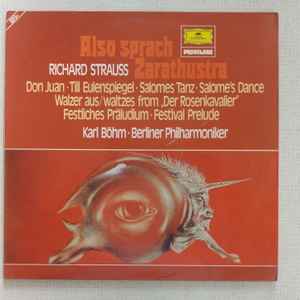 Also sprach
Zarathustra
RICHARD STRAUSS
Don Juan · Till Eulenspiegel · Salomes Tanz · Salome's Dance
Walzer aus/waltzes from „Der Rosenkavalier"
Festliches Präludium · Festival Prelude
Karl Böhm · Berliner Philharmoniker